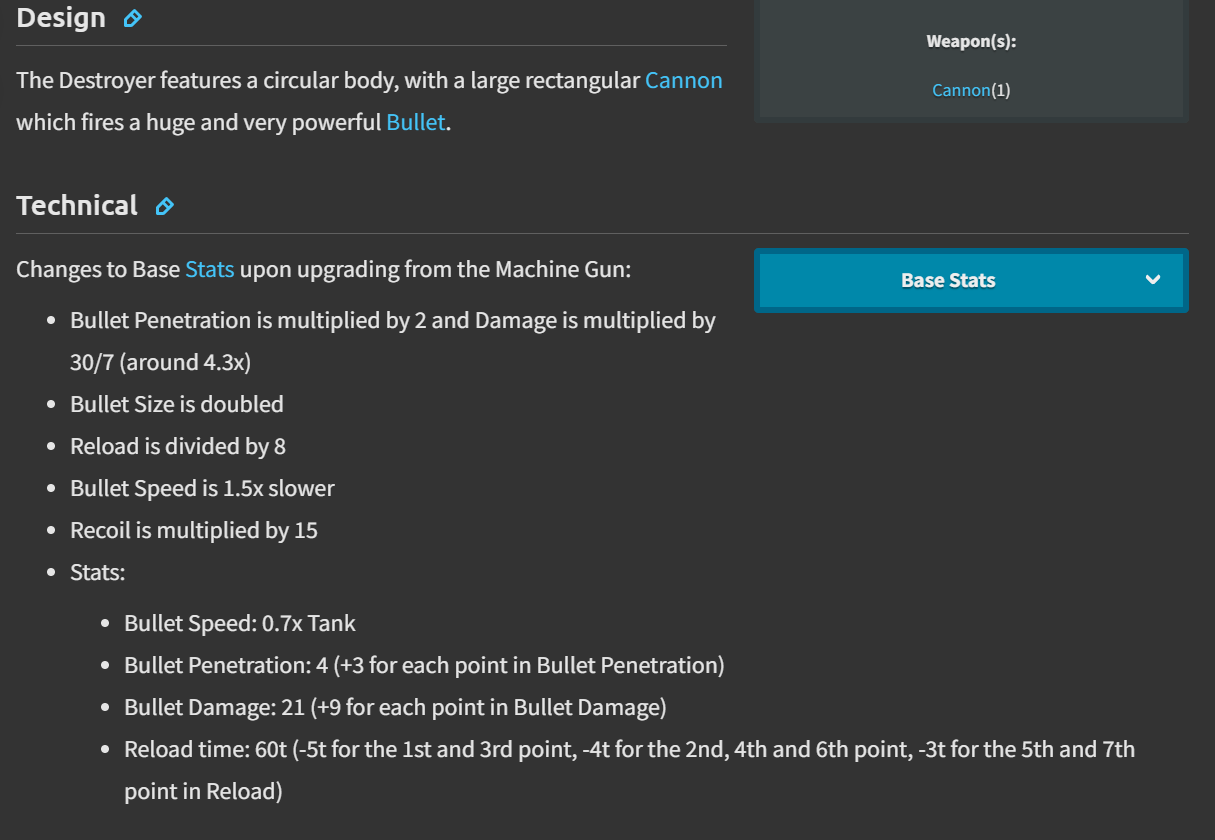 Design
The Destroyer features a circular body, with a large rectangular Cannon
which fires a huge and very powerful Bullet.
Weapon(s):
Cannon(1)
Technical
Changes to Base Stats upon upgrading from the Machine Gun:
Base Stats
• Bullet Penetration is multiplied by 2 and Damage is multiplied by
30/7 (around 4.3x)
• Bullet Size is doubled
• Reload is divided by 8
• Bullet Speed is 1.5x slower
• Recoil is multiplied by 15
• Stats:
• Bullet Speed: 0.7x Tank
• Bullet Penetration: 4 (+3 for each point in Bullet Penetration)
• Bullet Damage: 21 (+9 for each point in Bullet Damage)
• Reload time: 60t (-5t for the 1st and 3rd point, -4t for the 2nd, 4th and 6th point, -3t for the 5th and 7th
point in Reload)